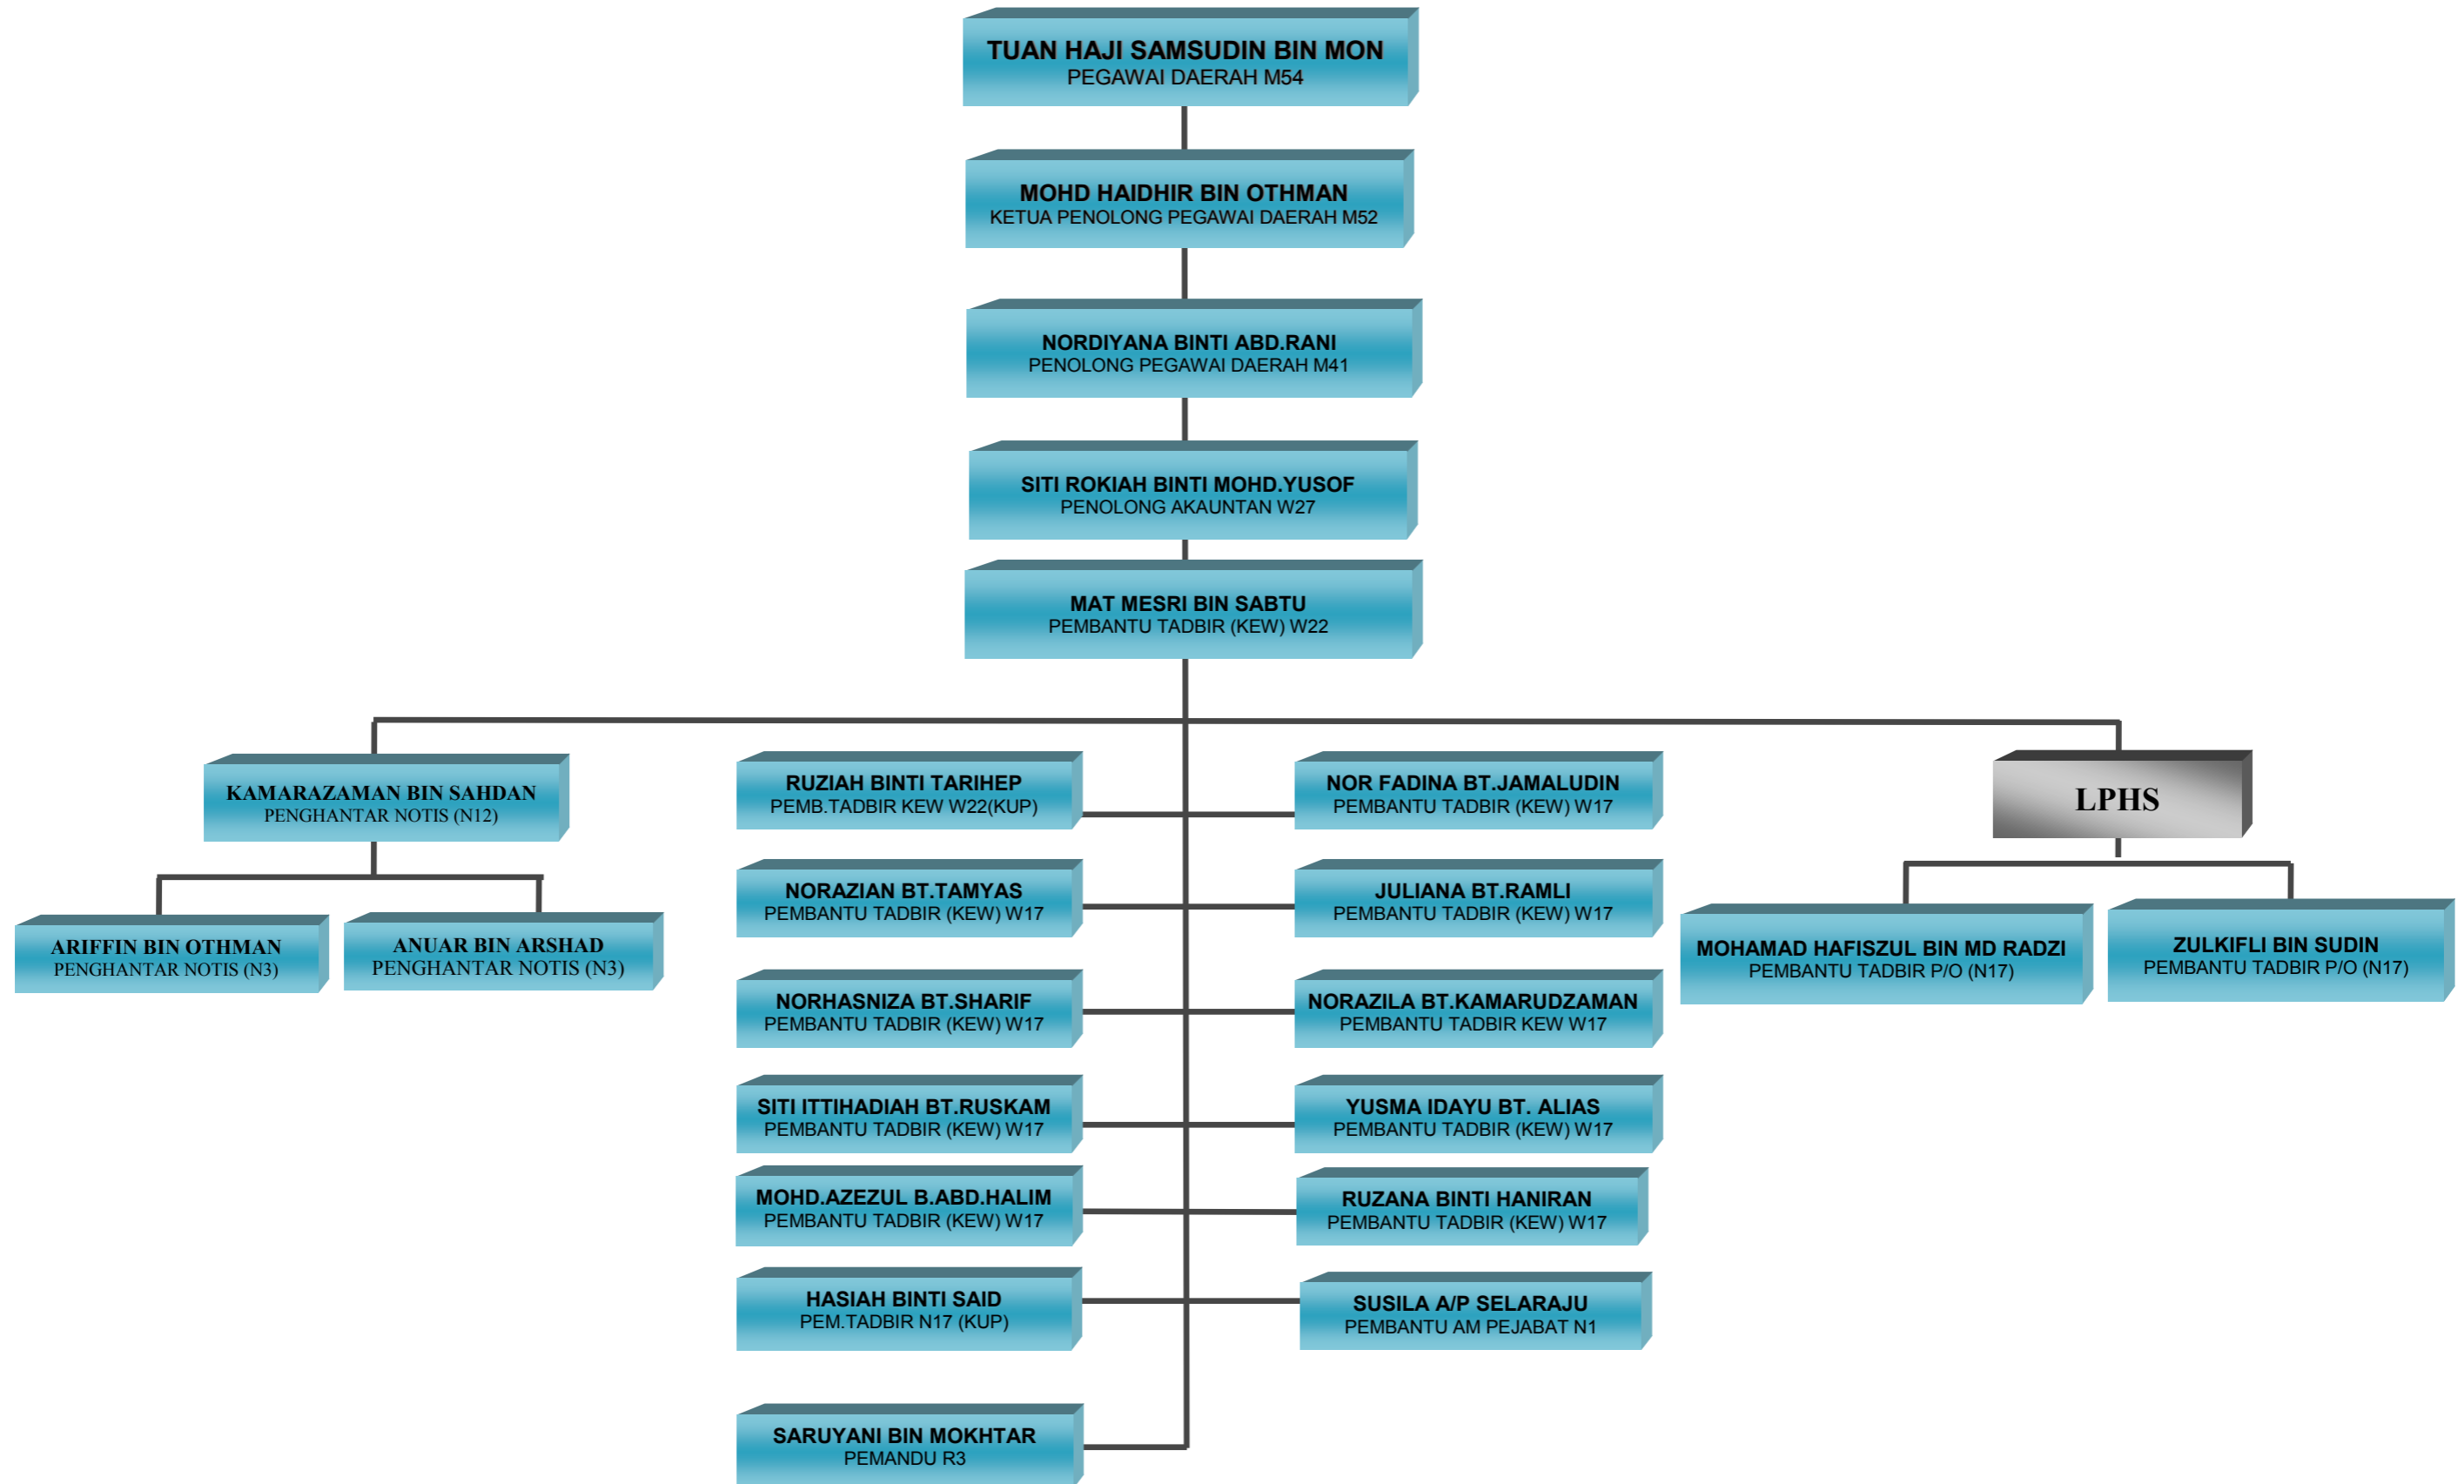 TUAN HAJI SAMSUDIN BIN MON
PEGAWAI DAERAH M54
MOHD HAIDHIR BIN OTHMAN
KETUA PENOLONG PEGAWAI DAERAH M52
NORDIYANA BINTI ABD.RANI
PENOLONG PEGAWAI DAERAH M41
SITI ROKIAH BINTI MOHD.YUSOF
PENOLONG AKAUNTAN W27
MAT MESRI BIN SABTU
PEMBANTU TADBIR (KEW) W22
KAMARAZAMAN BIN SAHDAN
PENGHANTAR NOTIS (N12)
ARIFFIN BIN OTHMAN
PENGHANTAR NOTIS (N3)
ANUAR BIN ARSHAD
PENGHANTAR NOTIS (N3)
RUZIAH BINTI TARIHEP
PEMB.TADBIR KEW W22(KUP)
NOR FADINA BT.JAMALUDIN
PEMBANTU TADBIR (KEW) W17
NORAZIAN BT.TAMYAS
PEMBANTU TADBIR (KEW) W17
JULIANA BT.RAMLI
PEMBANTU TADBIR (KEW) W17
NORHASNIZA BT.SHARIF
PEMBANTU TADBIR (KEW) W17
NORAZILA BT.KAMARUDZAMAN
PEMBANTU TADBIR KEW W17
SITI ITTIHADIAH BT.RUSKAM
PEMBANTU TADBIR (KEW) W17
YUSMA IDAYU BT. ALIAS
PEMBANTU TADBIR (KEW) W17
MOHD.AZEZUL B.ABD.HALIM
PEMBANTU TADBIR (KEW) W17
RUZANA BINTI HANIRAN
PEMBANTU TADBIR (KEW) W17
HASIAH BINTI SAID
PEM.TADBIR N17 (KUP)
SUSILA A/P SELARAJU
PEMBANTU AM PEJABAT N1
SARUYANI BIN MOKHTAR
PEMANDU R3
LPHS
MOHAMAD HAFISZUL BIN MD RADZI
PEMBANTU TADBIR P/O (N17)
ZULKIFLI BIN SUDIN
PEMBANTU TADBIR P/O (N17)